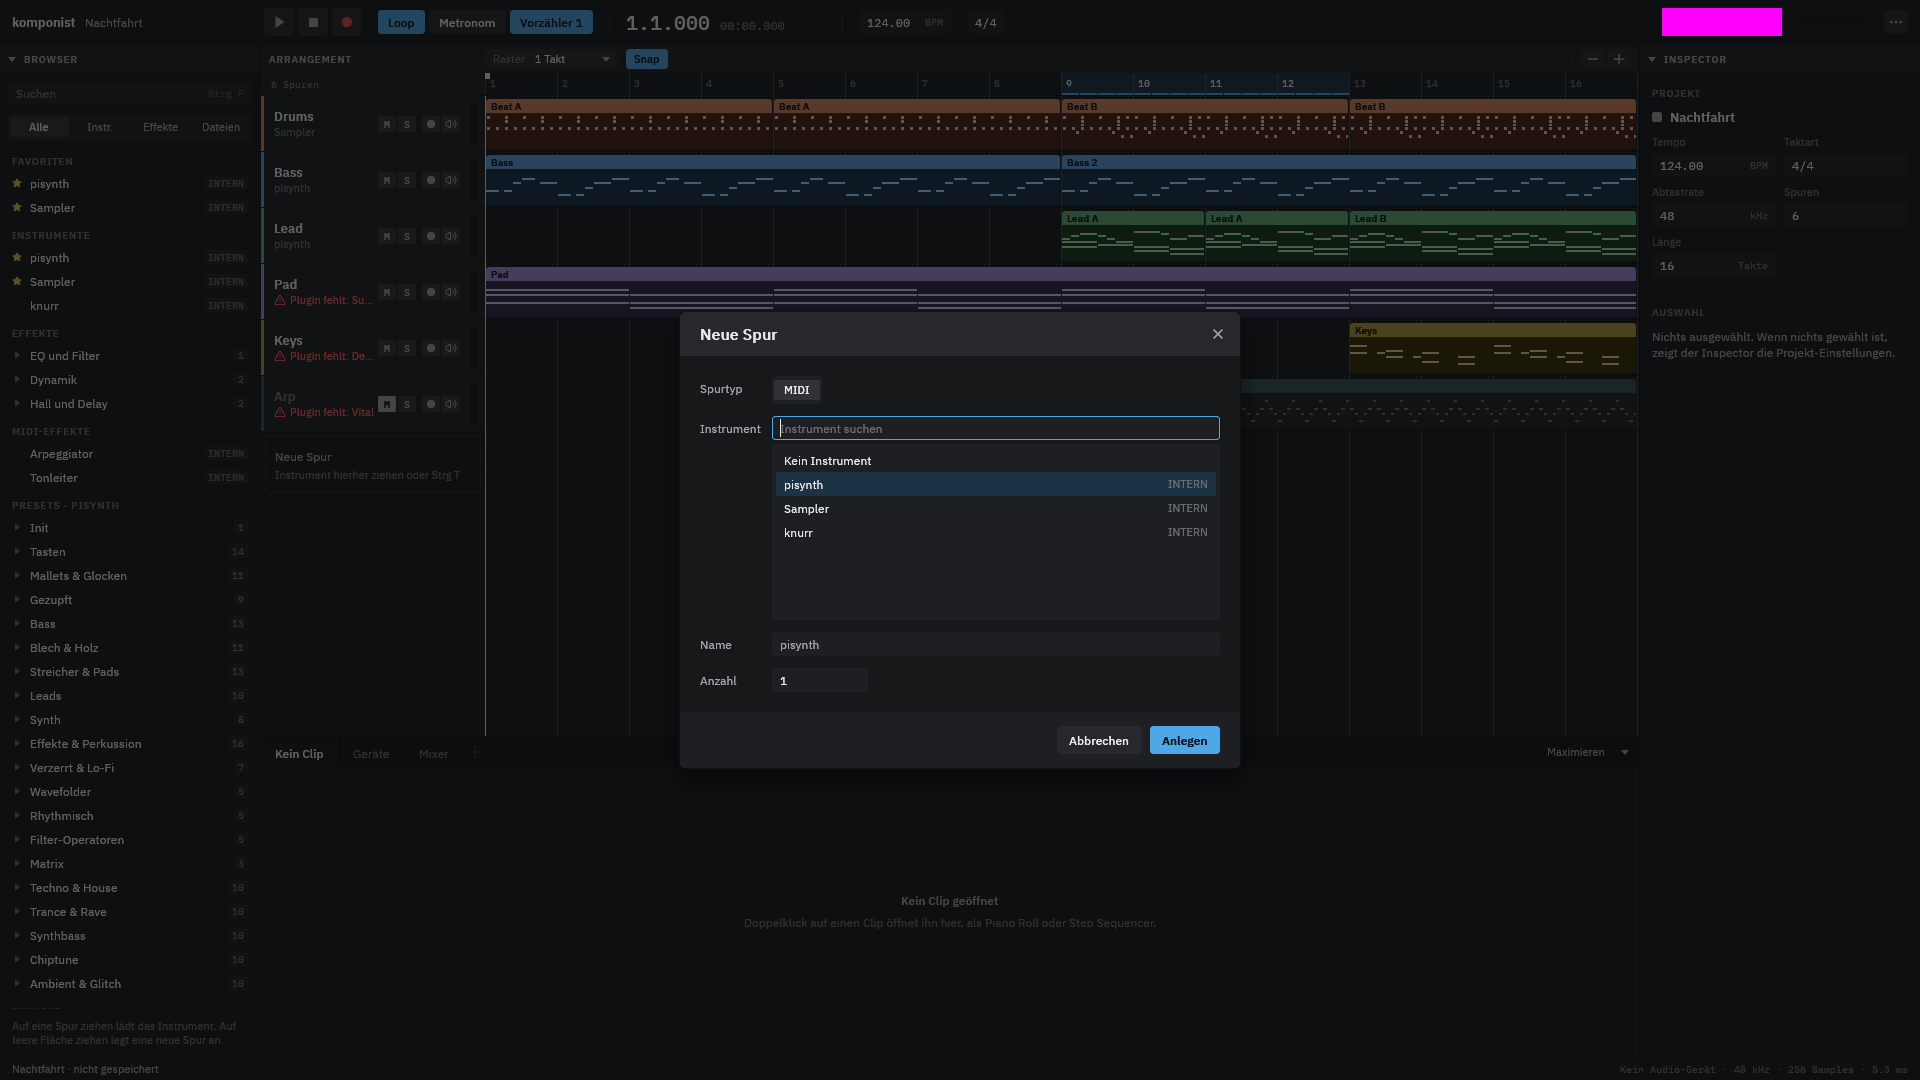 komponist Nachtfahrt
Loop Metronom Vorzähler 1 1.1.000 00:00.000 124.00 BPM 4/4
BROWSER
Suchen Strg F
Alle Instr. Effekte Dateien
FAVORITEN
pisynth INTERN
Sampler INTERN
INSTRUMENTE
pisynth INTERN
Sampler INTERN
knurr INTERN
EFFEKTE
EQ und Filter 1
Dynamik 2
Hall und Delay 2
MIDI-EFFEKTE
Arpeggiator INTERN
Tonleiter INTERN
PRESETS · PISYNTH
Init 1
Tasten 14
Mallets & Glocken 11
Gezupft 9
Bass 13
Blech & Holz 11
Streicher & Pads 13
Leads 10
Synth 8
Effekte & Perkussion 16
Verzerrt & Lo-Fi 7
Wavefolder 5
Rhythmisch 5
Filter-Operatoren 5
Matrix 3
Techno & House 10
Trance & Rave 10
Synthbass 10
Chiptune 10
Ambient & Glitch 10
Auf eine Spur ziehen lädt das Instrument. Auf
leere Fläche ziehen legt eine neue Spur an.
Nachtfahrt · nicht gespeichert
ARRANGEMENT Raster 1 Takt Snap
6 Spuren 1 2 3 4 5 6 7 8 9 10 11 12 13 14 15 16
Drums M S
Sampler
Beat A Beat A Beat B Beat B
Bass M S
pisynth
Bass Bass 2
Lead M S
pisynth
Lead A Lead A Lead B
Pad M S
Plugin fehlt: Su...
Pad
Keys M S
Plugin fehlt: De...
Keys
Arp M S
Plugin fehlt: Vital
Neue Spur
Instrument hierher ziehen oder Strg T
Neue Spur
Spurtyp MIDI
Instrument Instrument suchen
Kein Instrument
pisynth INTERN
Sampler INTERN
knurr INTERN
Name pisynth
Anzahl 1
Abbrechen Anlegen
Kein Clip Geräte Mixer + Maximieren
Kein Clip geöffnet
Doppelklick auf einen Clip öffnet ihn hier, als Piano Roll oder Step Sequencer.
INSPECTOR
PROJEKT
Nachtfahrt
Tempo Taktart
124.00 BPM 4/4
Abtastrate Spuren
48 kHz 6
Länge
16 Takte
AUSWAHL
Nichts ausgewählt. Wenn nichts gewählt ist,
zeigt der Inspector die Projekt-Einstellungen.
Kein Audio-Gerät · 48 kHz · 256 Samples · 5.3 ms